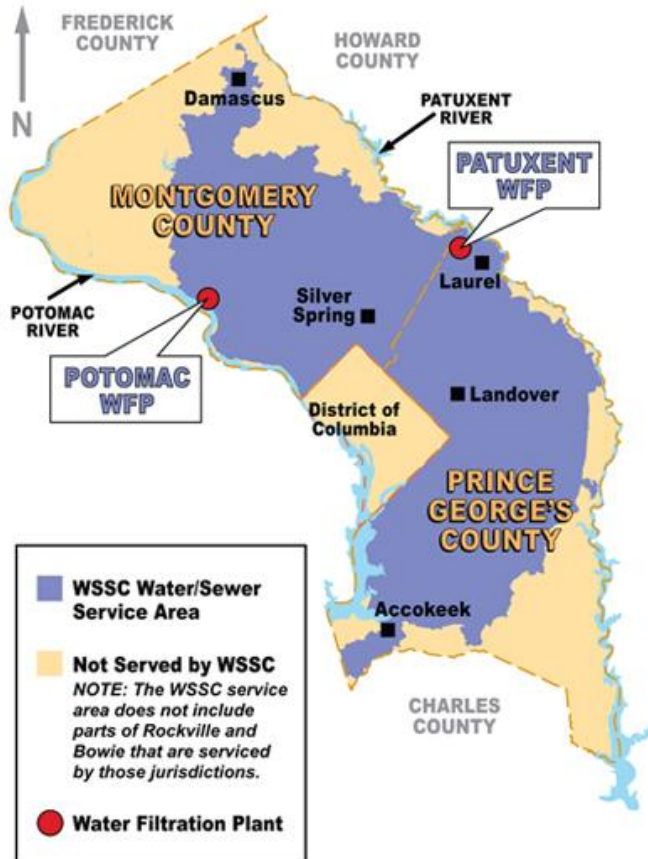 FREDERICK
COUNTY
HOWARD
COUNTY
N
Damascus
PATUXENT
RIVER
PATUXENT
WFP
MONTGOMERY
COUNTY
Laurel
Silver
Spring
POTOMAC
RIVER
POTOMAC
WFP
Landover
District of
Columbia
PRINCE
GEORGE'S
COUNTY
Accokeek
CHARLES
COUNTY
WSSC Water/Sewer
Service Area
Not Served by WSSC
NOTE: The WSSC service
area does not include
parts of Rockville and
Bowie that are serviced
by those jurisdictions.
Water Filtration Plant